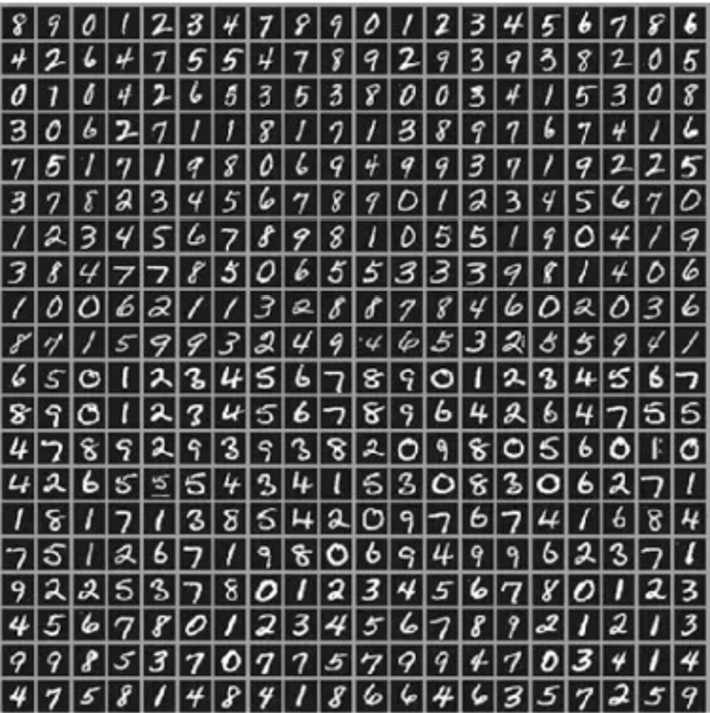 8 9 0 1 2 3 4 7 8 9 0 1 2 3 4 5 6 7 8 6
4 2 6 4 7 5 5 4 7 8 9 2 9 3 9 3 8 2 0 5
0 1 0 4 2 6 5 3 5 3 8 0 0 3 4 1 5 3 0 8
3 0 6 2 7 1 1 8 1 7 1 3 8 9 7 6 7 4 1 6
7 5 1 7 1 9 8 0 6 9 4 9 9 3 7 1 9 2 2 5
3 7 8 2 3 4 5 6 7 8 9 0 1 2 3 4 5 6 7 0
1 2 3 4 5 6 7 8 9 8 1 0 5 5 1 9 0 4 1 9
3 8 4 7 7 8 5 0 6 5 5 3 3 3 9 8 1 4 0 6
1 0 0 6 2 1 1 3 2 8 8 7 8 4 6 0 2 0 3 6
8 7 1 5 9 9 3 2 4 9 4 6 5 3 2 5 5 9 4 1
6 5 0 1 2 3 4 5 6 7 8 9 0 1 2 3 4 5 6 7
8 9 0 1 2 3 4 5 6 7 8 9 6 4 2 6 4 7 5 5
4 7 8 9 2 9 3 9 3 8 2 0 9 8 0 5 6 0 1 0
4 2 6 5 5 5 4 3 4 1 5 3 0 8 3 0 6 2 7 1
1 8 1 7 1 3 8 5 4 2 0 9 7 6 7 4 1 6 8 4
7 5 1 2 6 7 1 9 8 0 6 9 4 9 9 6 2 3 7 1
9 2 2 5 3 7 8 0 1 2 3 4 5 6 7 8 0 1 2 3
4 5 6 7 8 0 1 2 3 4 5 6 7 8 9 2 1 2 1 3
9 9 8 5 3 7 0 7 7 5 7 9 9 4 7 0 3 4 1 4
4 7 5 8 1 4 8 4 1 8 6 6 4 6 3 5 7 2 5 9